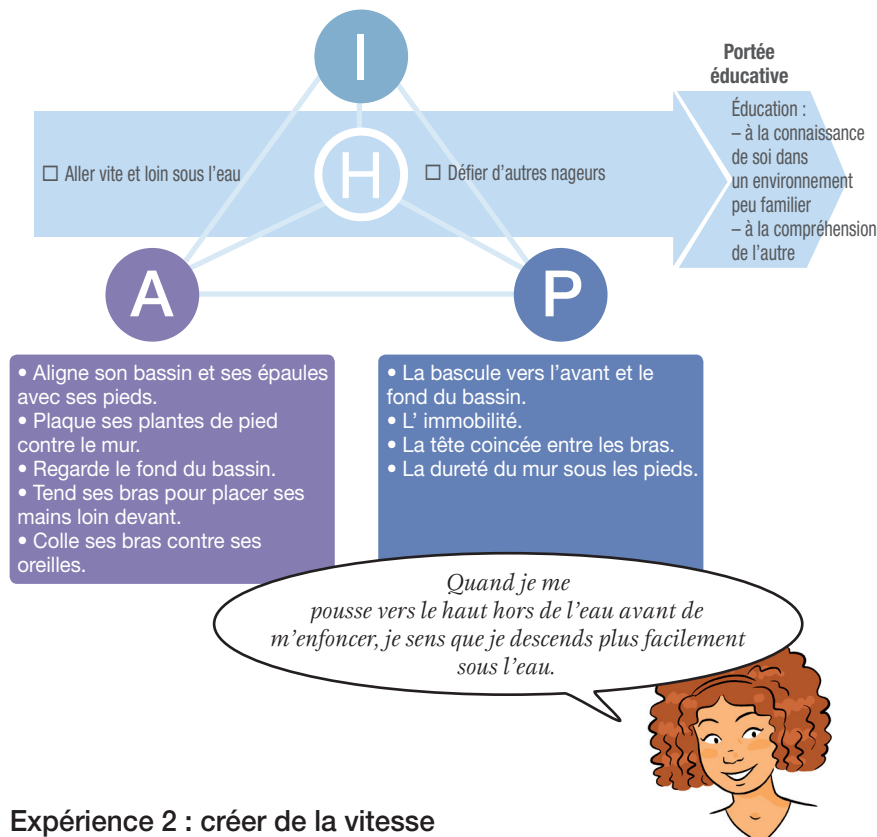 I
Portée
éducative
Éducation :
– à la connaissance
de soi dans
un environnement
peu familier
– à la compréhension
de l'autre
☐ Aller vite et loin sous l'eau
H
☐ Défier d'autres nageurs
A
P
• Aligne son bassin et ses épaules
avec ses pieds.
• Plaque ses plantes de pied
contre le mur.
• Regarde le fond du bassin.
• Tend ses bras pour placer ses
mains loin devant.
• Colle ses bras contre ses
oreilles.
• La bascule vers l'avant et le
fond du bassin.
• L' immobilité.
• La tête coincée entre les bras.
• La dureté du mur sous les pieds.
Quand je me
pousse vers le haut hors de l'eau avant de
m'enfoncer, je sens que je descends plus facilement
sous l'eau.
Expérience 2 : créer de la vitesse